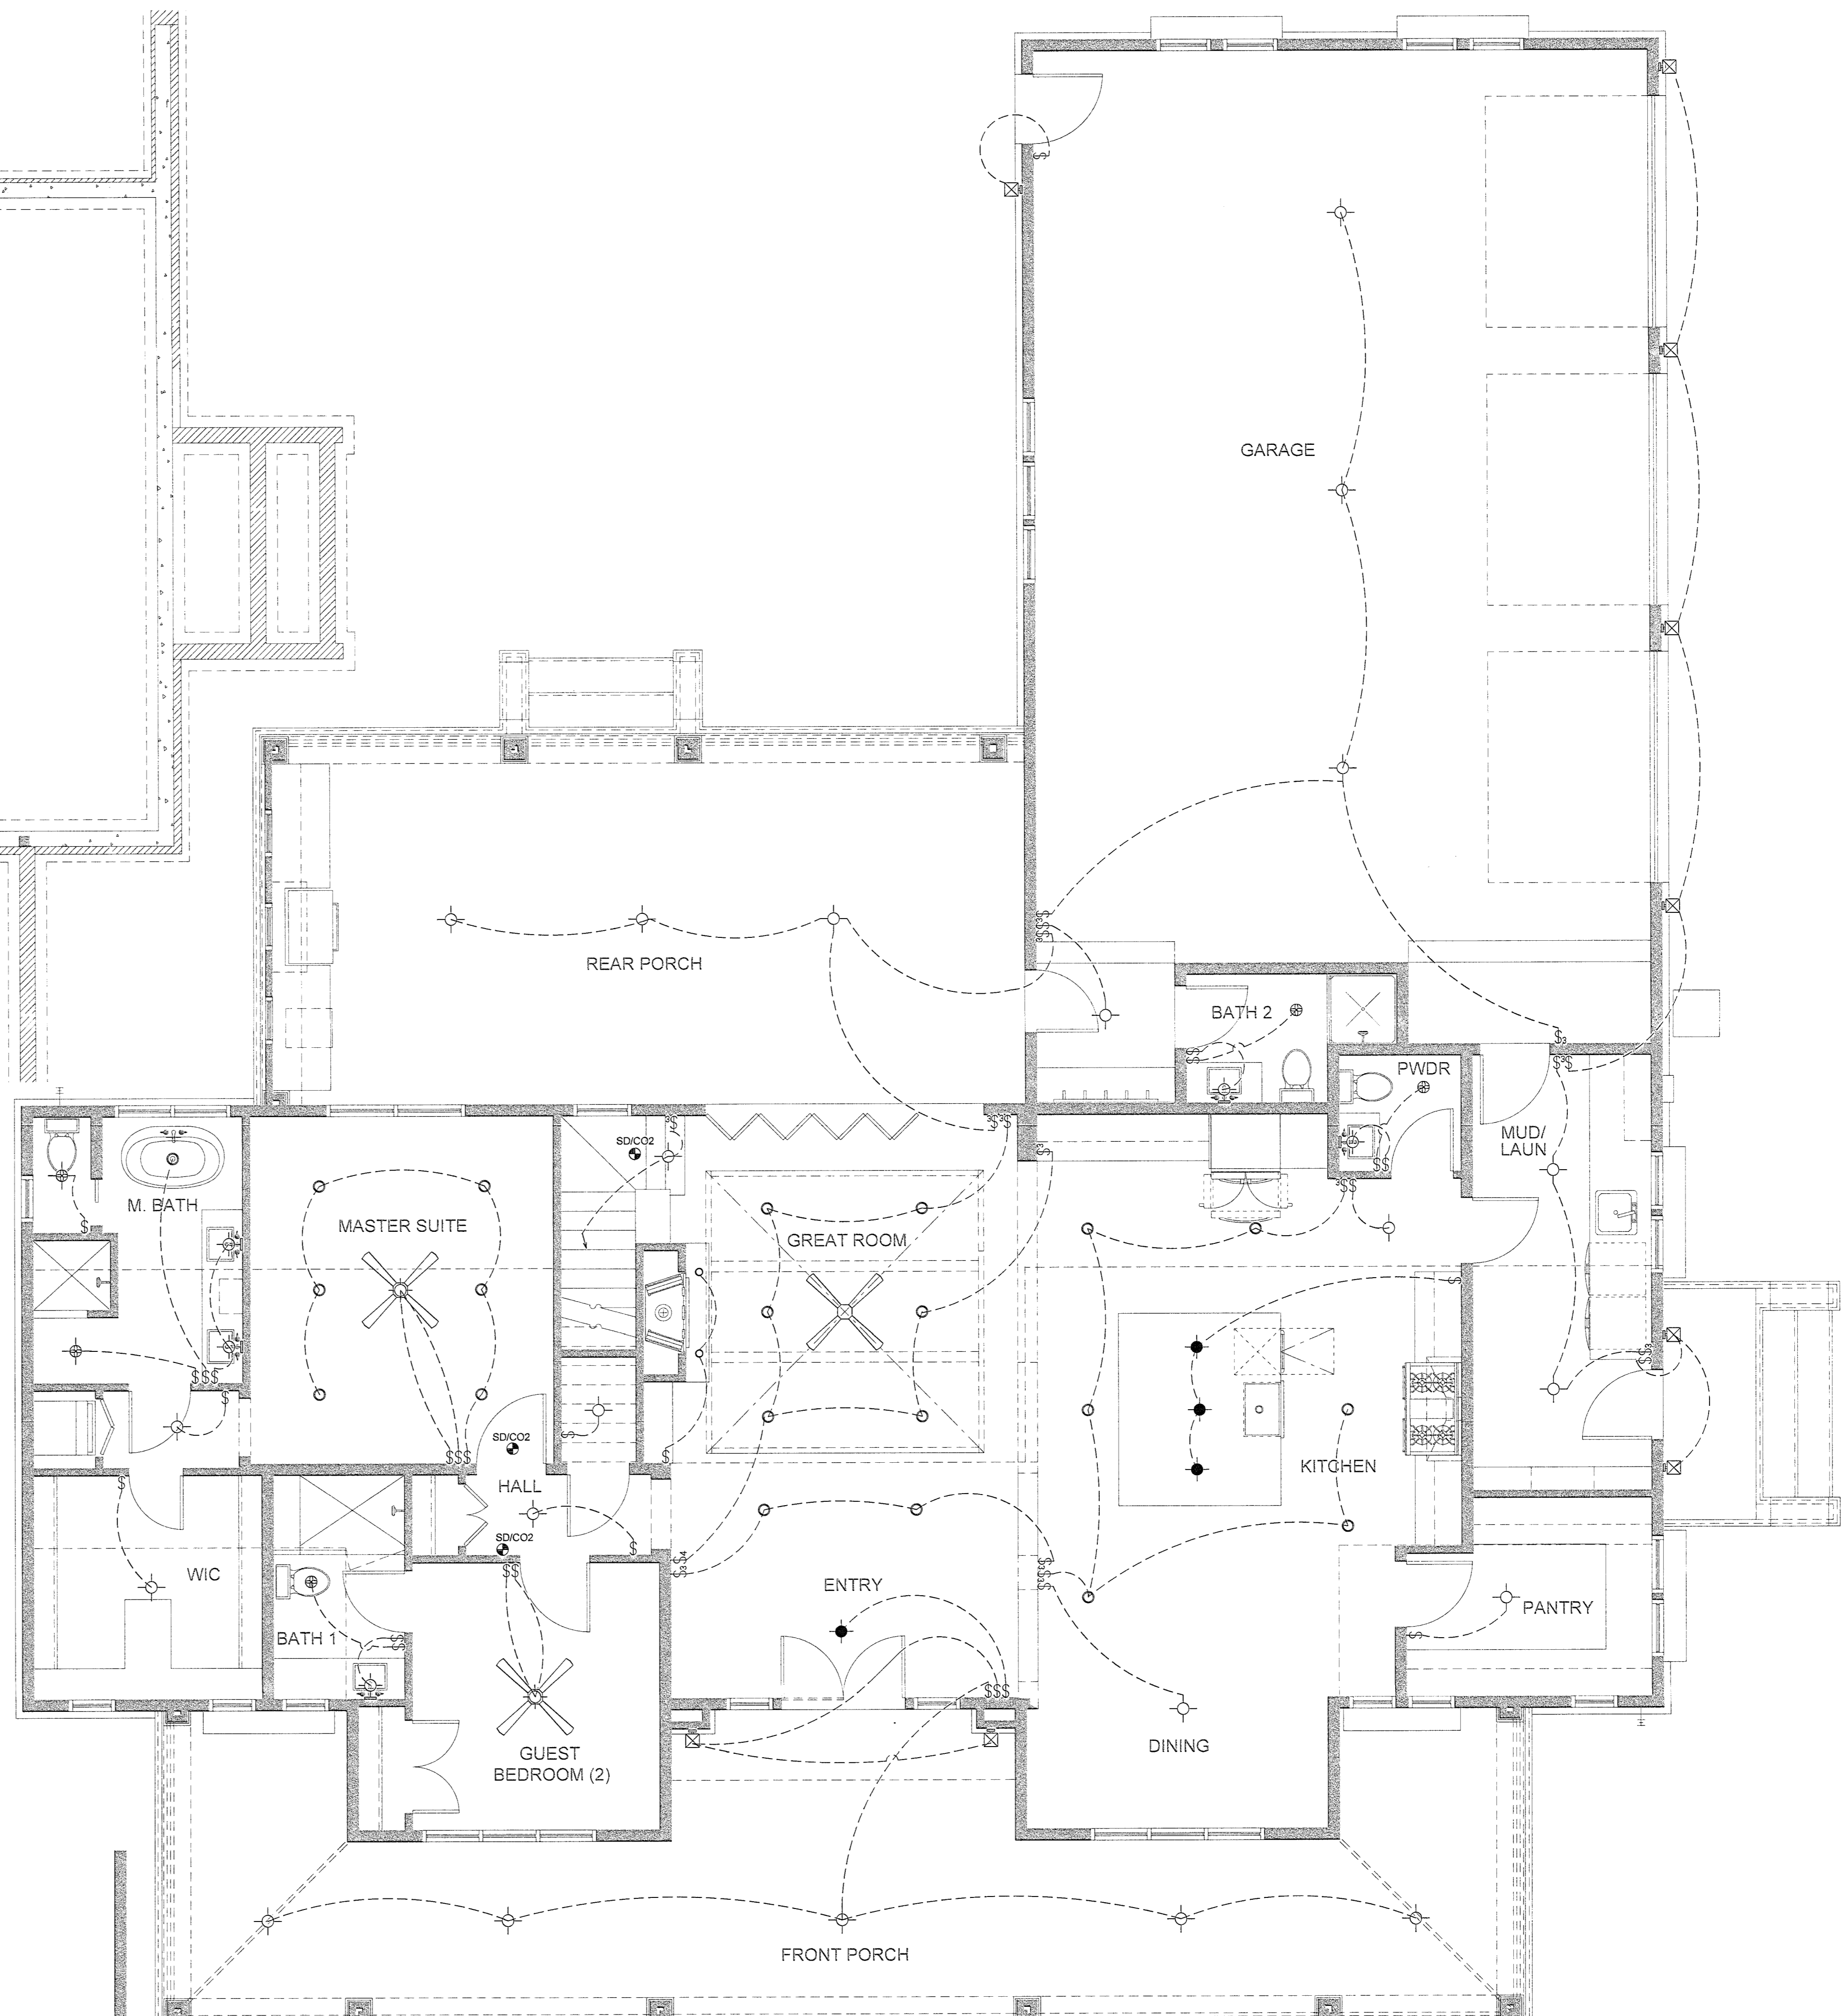 GARAGE
REAR PORCH
BATH 2
PWDR
MUD/
LAUN
SD/CO2
M. BATH
MASTER SUITE
GREAT ROOM
SD/CO2
HALL
KITCHEN
SD/CO2
WIC
ENTRY
PANTRY
BATH 1
DINING
GUEST
BEDROOM (2)
FRONT PORCH